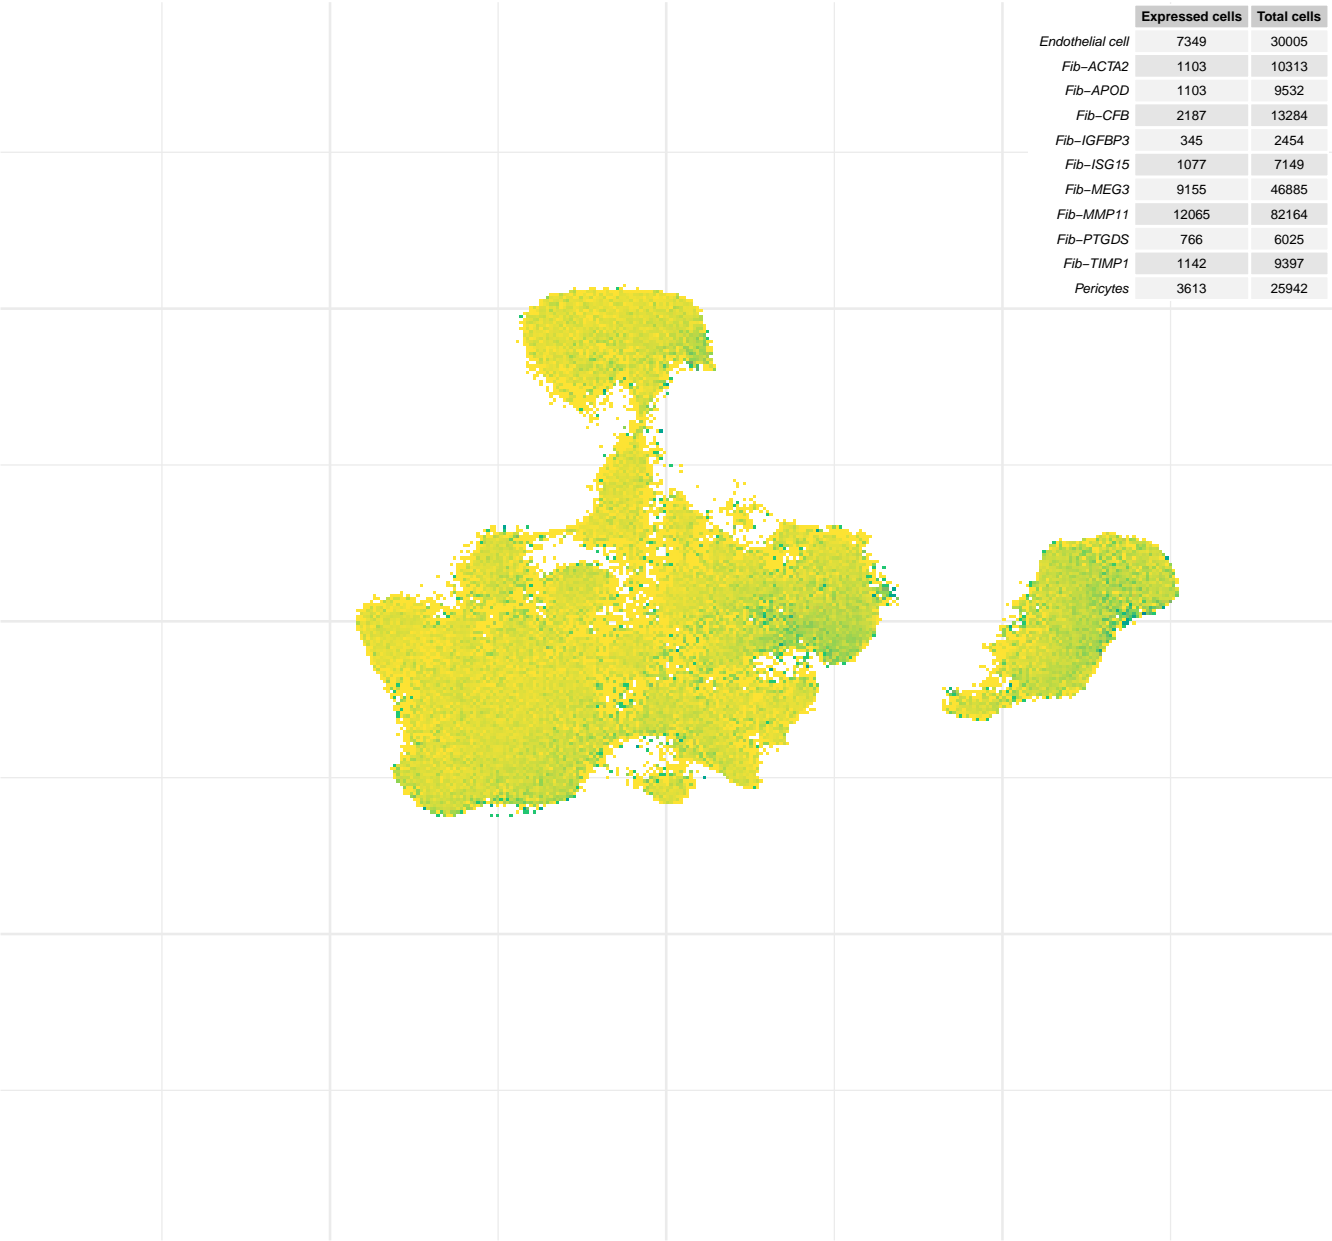 Expressed cells Total cells
Endothelial cell 7349 30005
Fib−ACTA2 1103 10313
Fib−APOD 1103 9532
Fib−CFB 2187 13284
Fib−IGFBP3 345 2454
Fib−ISG15 1077 7149
Fib−MEG3 9155 46885
Fib−MMP11 12065 82164
Fib−PTGDS 766 6025
Fib−TIMP1 1142 9397
Pericytes 3613 25942